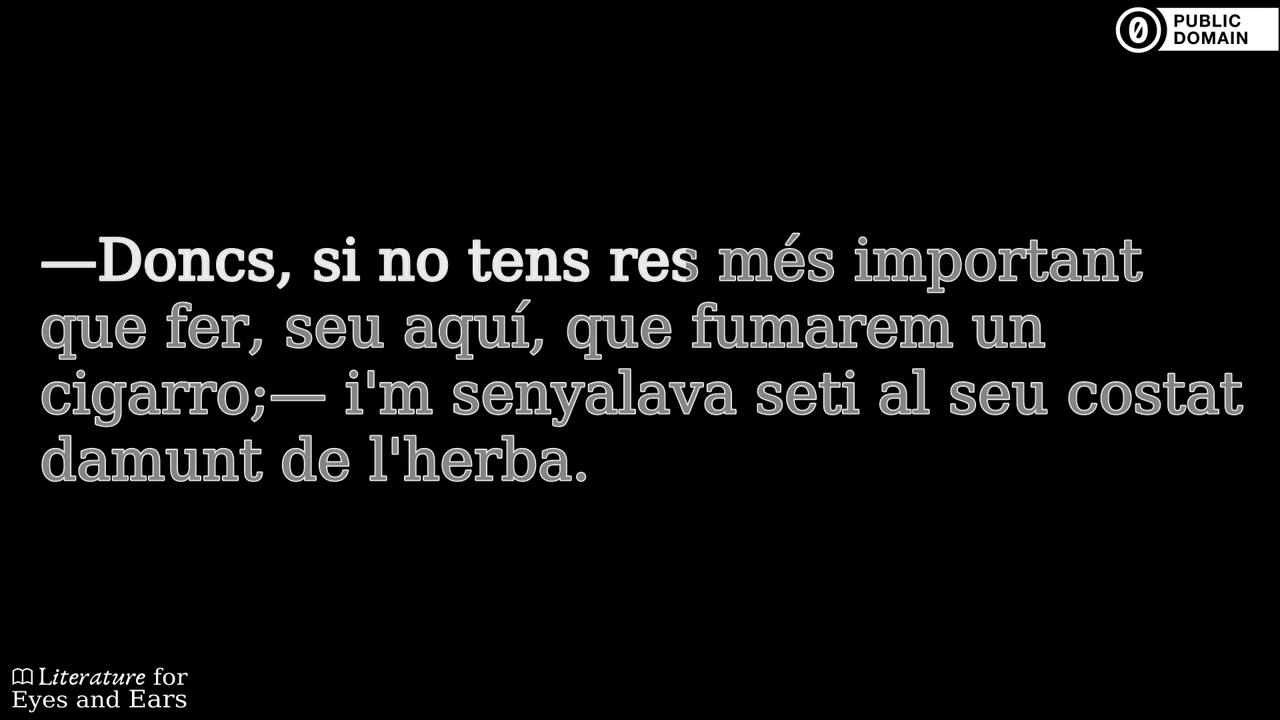 PUBLIC
DOMAIN
—Doncs, si no tens res més important
que fer, seu aquí, que fumarem un
cigarro;— i'm senyalava seti al seu costat
damunt de l'herba.
Literature for
Eyes and Ears